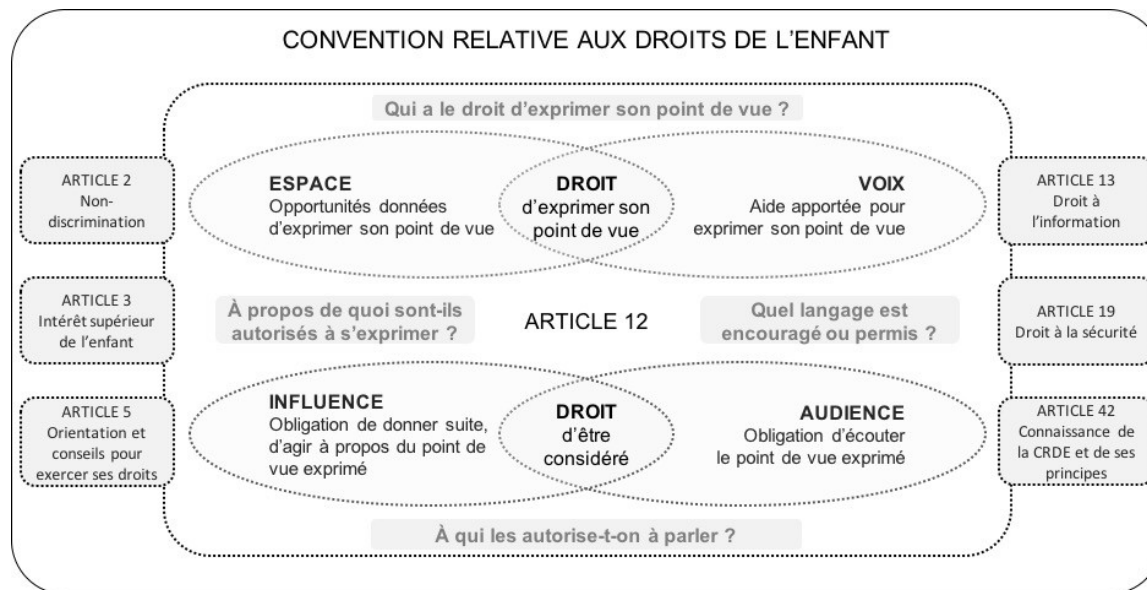 CONVENTION RELATIVE AUX DROITS DE L'ENFANT
Qui a le droit d'exprimer son point de vue ?
ARTICLE 2
Non-
discrimination
ARTICLE 3
Intérêt supérieur
de l'enfant
ARTICLE 5
Orientation et
conseils pour
exercer ses droits
ESPACE
Opportunités données
d'exprimer son point de vue
DROIT
d'exprimer son
point de vue
VOIX
Aide apportée pour
exprimer son point de vue
À propos de quoi sont-ils
autorisés à s'exprimer ?
ARTICLE 12
Quel langage est
encouragé ou permis ?
INFLUENCE
Obligation de donner suite,
d'agir à propos du point de
vue exprimé
DROIT
d'être
considéré
AUDIENCE
Obligation d'écouter
le point de vue exprimé
À qui les autorise-t-on à parler ?
ARTICLE 13
Droit à
l'information
ARTICLE 19
Droit à la sécurité
ARTICLE 42
Connaissance de
la CRDE et de ses
principes